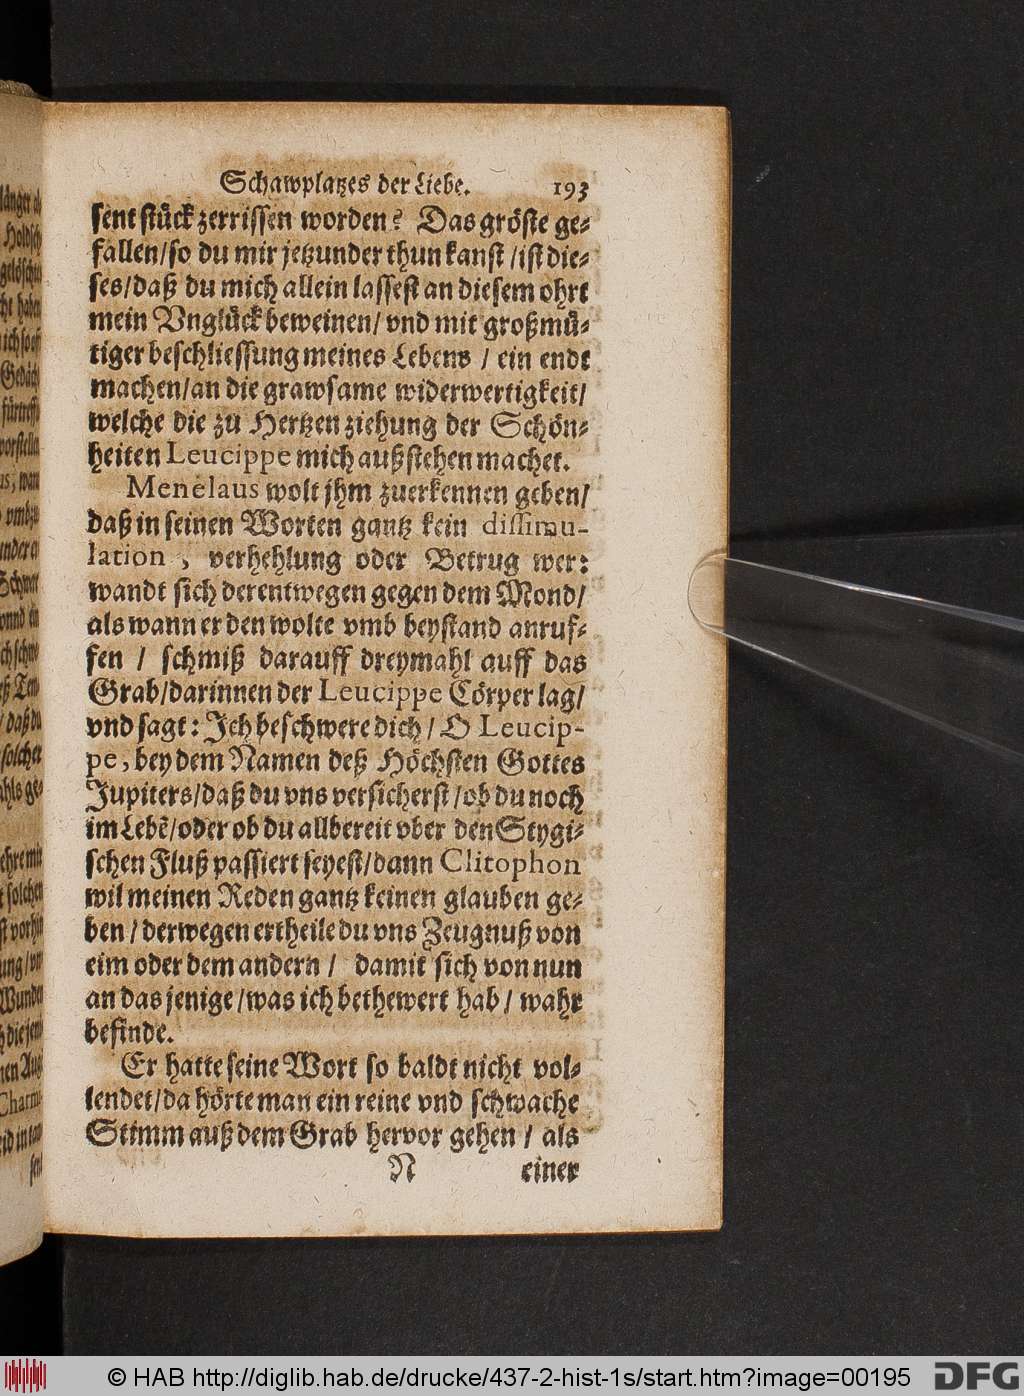 Schawplatzes der Liebe. 193
sent stück zerrissen worden? Das gröste ge-
fallen/so du mir jetzunder thun kanst /ist die-
ses/daß du mich allein lassest an diesem ohrt
mein Vnglück beweinen/ vnd mit großmü-
tiger beschliessung meines Lebens / ein endt
machen/an die grawsame widerwertigkeit/
welche die zu Hertzen ziehung der Schön-
heiten Leucippe mich außstehen machet.
Menelaus wolt jhm zuerkennen geben/
daß in seinen Worten gantz kein dissimu-
lation, verhehlung oder Betrug wer:
wandt sich derentwegen gegen dem Mond/
als wann er den wolte vmb beystand anruf-
fen / schmiß darauff dreymahl auff das
Grab/darinnen der Leucippe Cörper lag/
vnd sagt: Ich beschwere dich/ O Leucip-
pe, bey dem Namen deß Höchsten Gottes
Jupiters/daß du vns versicherst /ob du noch
im Lebẽ/oder ob du allbereit vber den Stygi-
schen Fluß passiert seyest/dann Clitophon
wil meinen Reden gantz keinen glauben ge-
ben / derwegen ertheile du vns Zeugnuß von
eim oder dem andern / damit sich von nun
an das jenige /was ich bethewert hab / wahr
befinde.
Er hatte seine Wort so baldt nicht vol-
lendet/da hörte man ein reine vnd schwache
Stimm auß dem Grab hervor gehen / als
N einer
© HAB http://diglib.hab.de/drucke/437-2-hist-1s/start.htm?image=00195
DFG